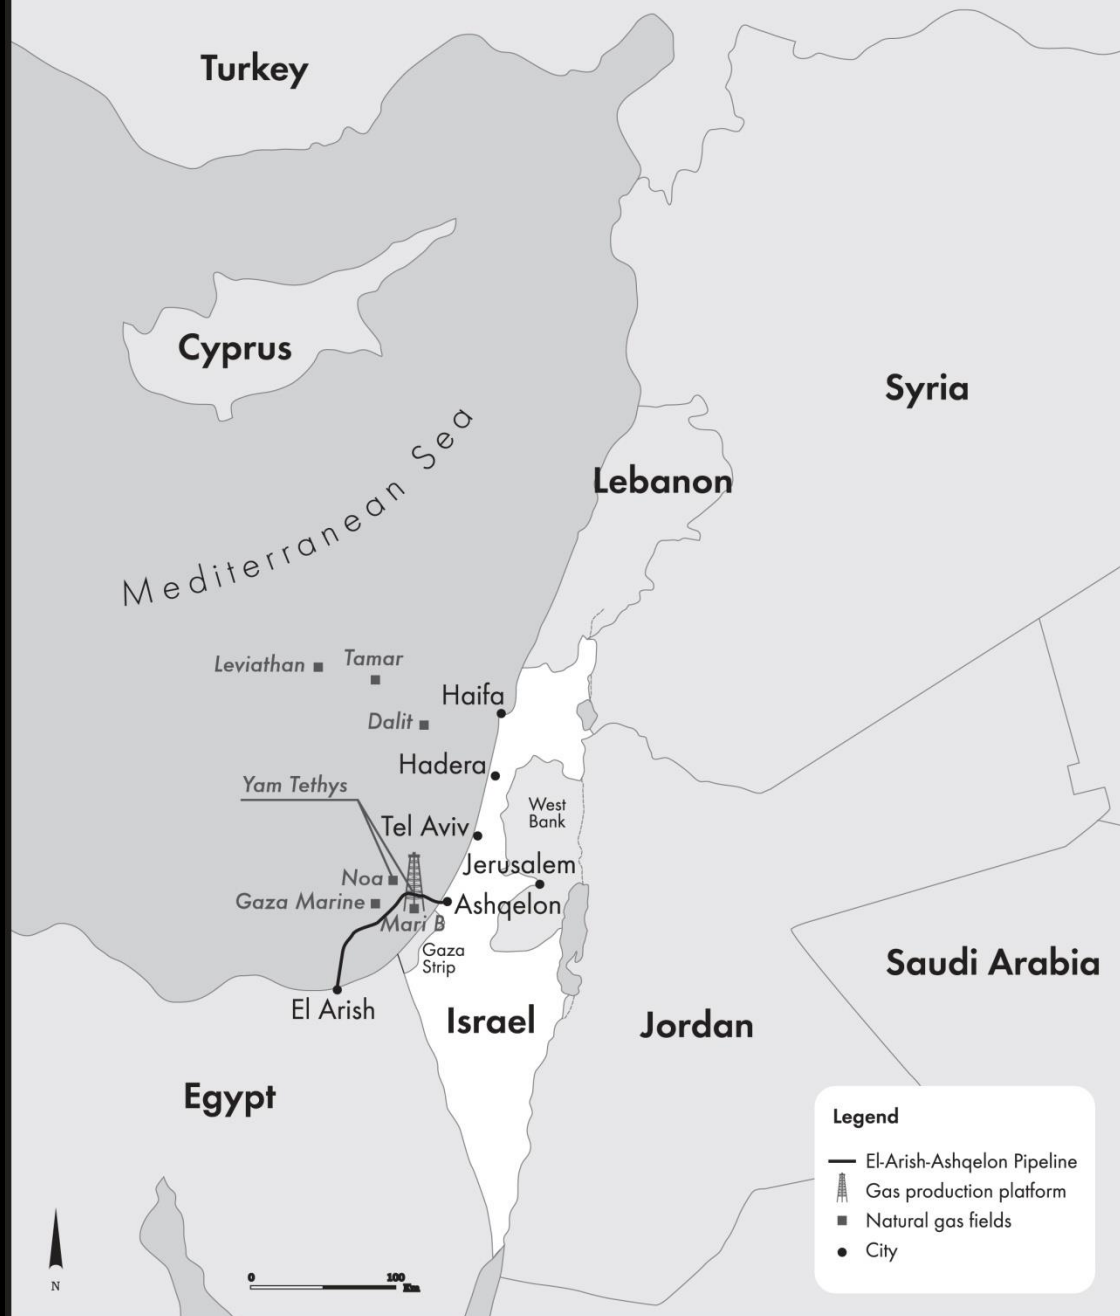 Turkey
Cyprus
Syria
Mediterranean Sea
Lebanon
Leviathan
Tamar
Haifa
Dalit
Hadera
Yam Tethys
West
Bank
Tel Aviv
Jerusalem
Noa
Gaza Marine
Ashqelon
Mari B
Gaza
Strip
Saudi Arabia
El Arish
Israel
Jordan
Egypt
Legend
El-Arish-Ashqelon Pipeline
Gas production platform
Natural gas fields
City
N
0 100
Km